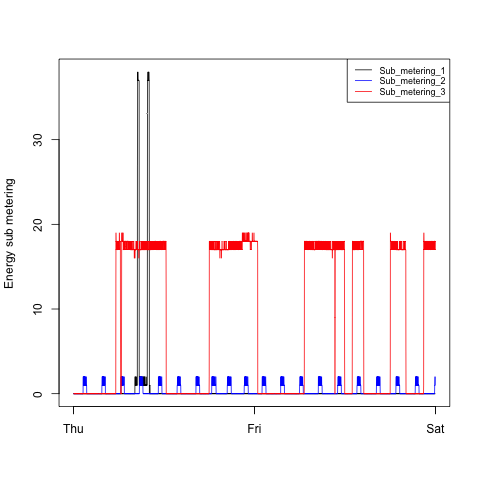 Sub_metering_1
Sub_metering_2
Sub_metering_3
Energy sub metering
30
20
10
0
Thu
Fri
Sat